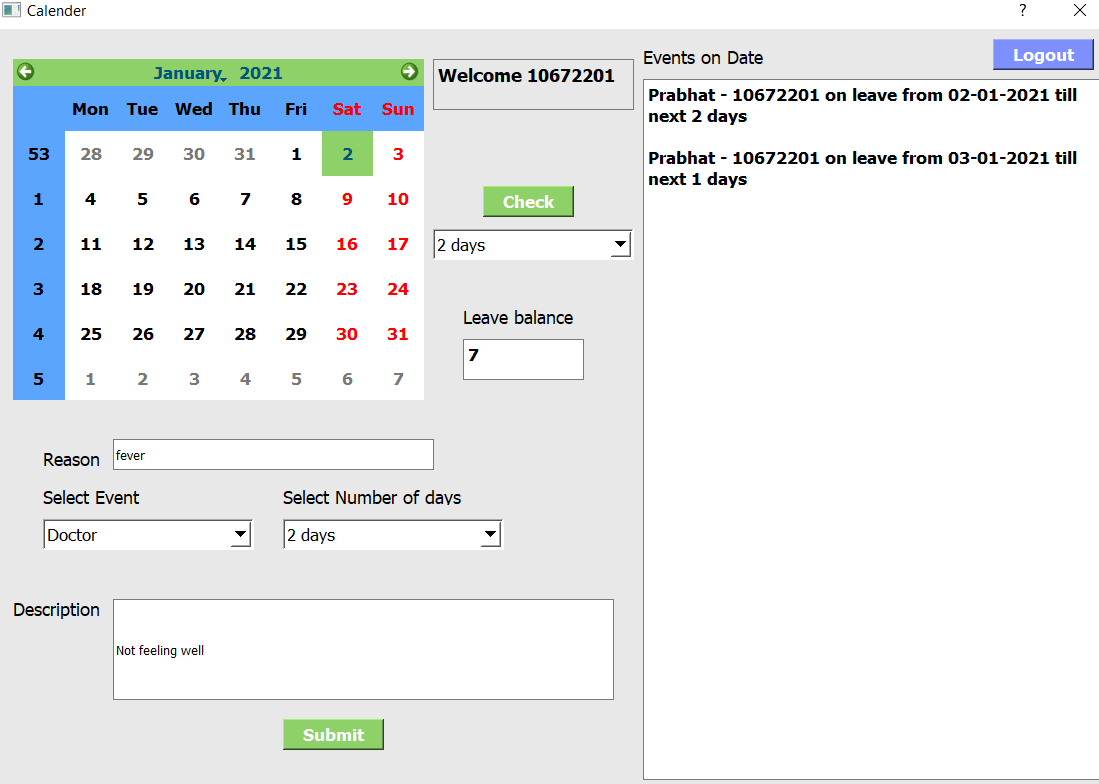 Calender
?
January 2021
Mon Tue Wed Thu Fri Sat Sun
53 28 29 30 31 1 2 3
1 4 5 6 7 8 9 10
2 11 12 13 14 15 16 17
3 18 19 20 21 22 23 24
4 25 26 27 28 29 30 31
5 1 2 3 4 5 6 7
Welcome 10672201
Check
2 days
Leave balance
7
Reason fever
Select Event Select Number of days
Doctor 2 days
Description
Not feeling well
Submit
Events on Date
Logout
Prabhat - 10672201 on leave from 02-01-2021 till
next 2 days
Prabhat - 10672201 on leave from 03-01-2021 till
next 1 days